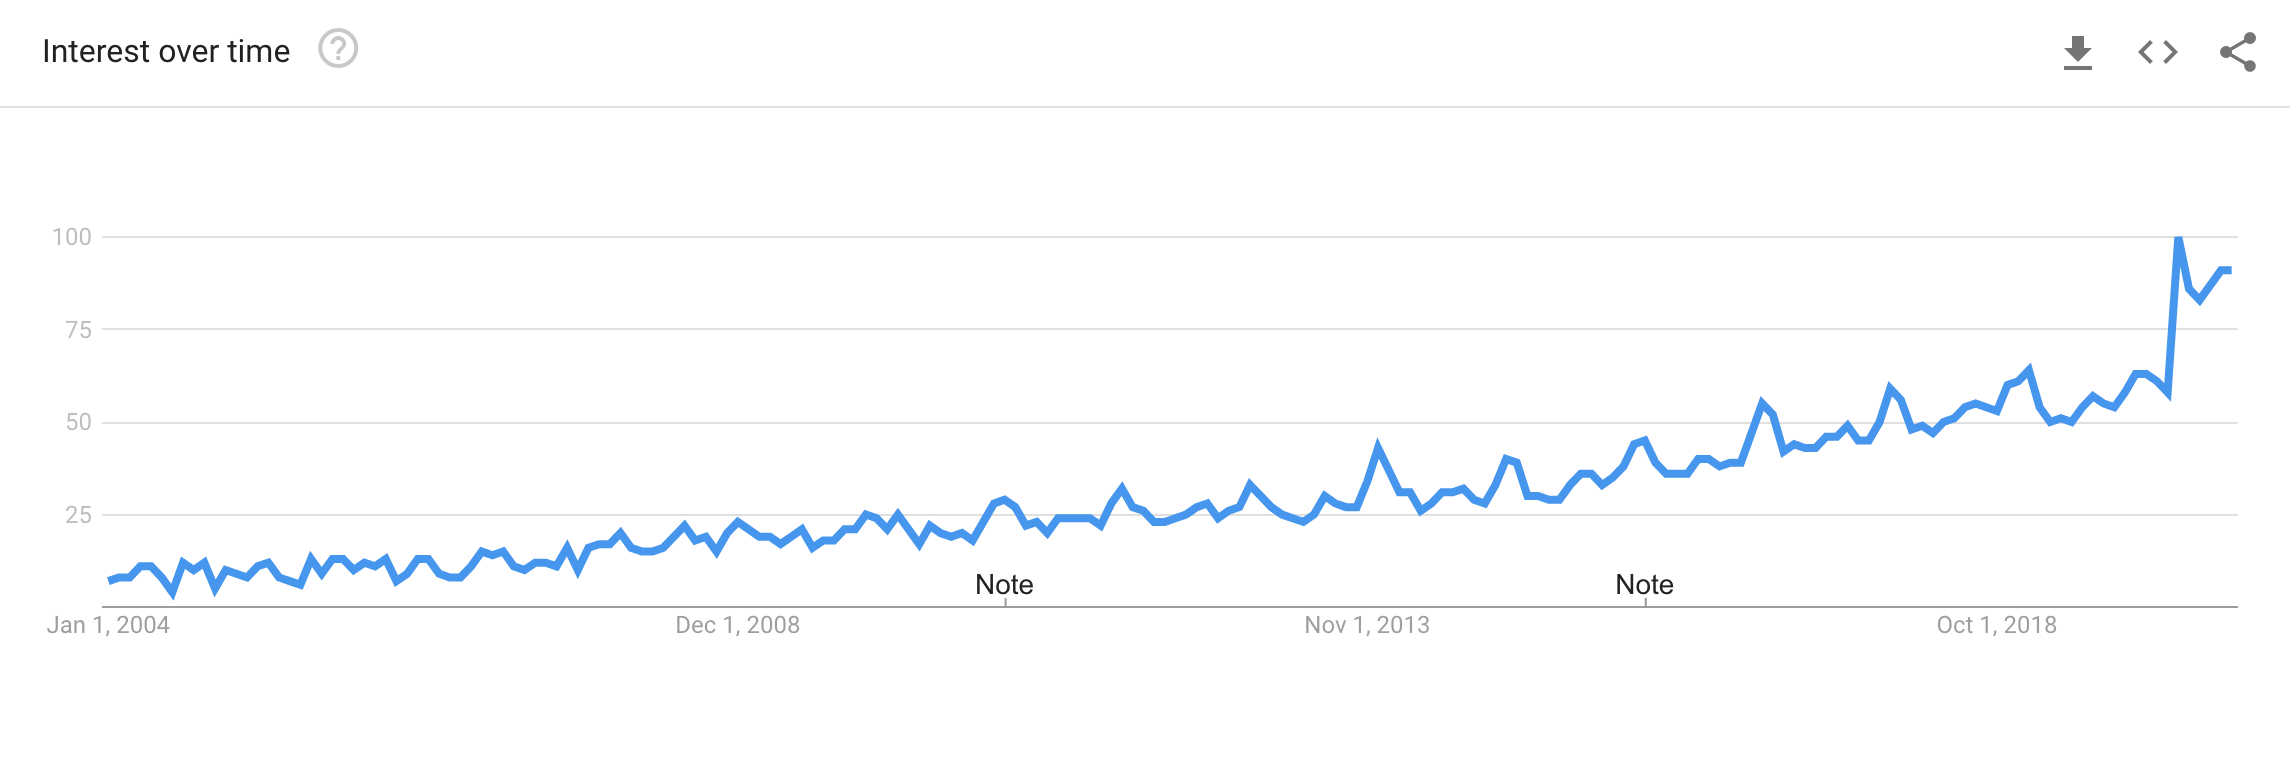 Interest over time ?
100
75
50
25
Note Note
Jan 1, 2004 Dec 1, 2008 Nov 1, 2013 Oct 1, 2018